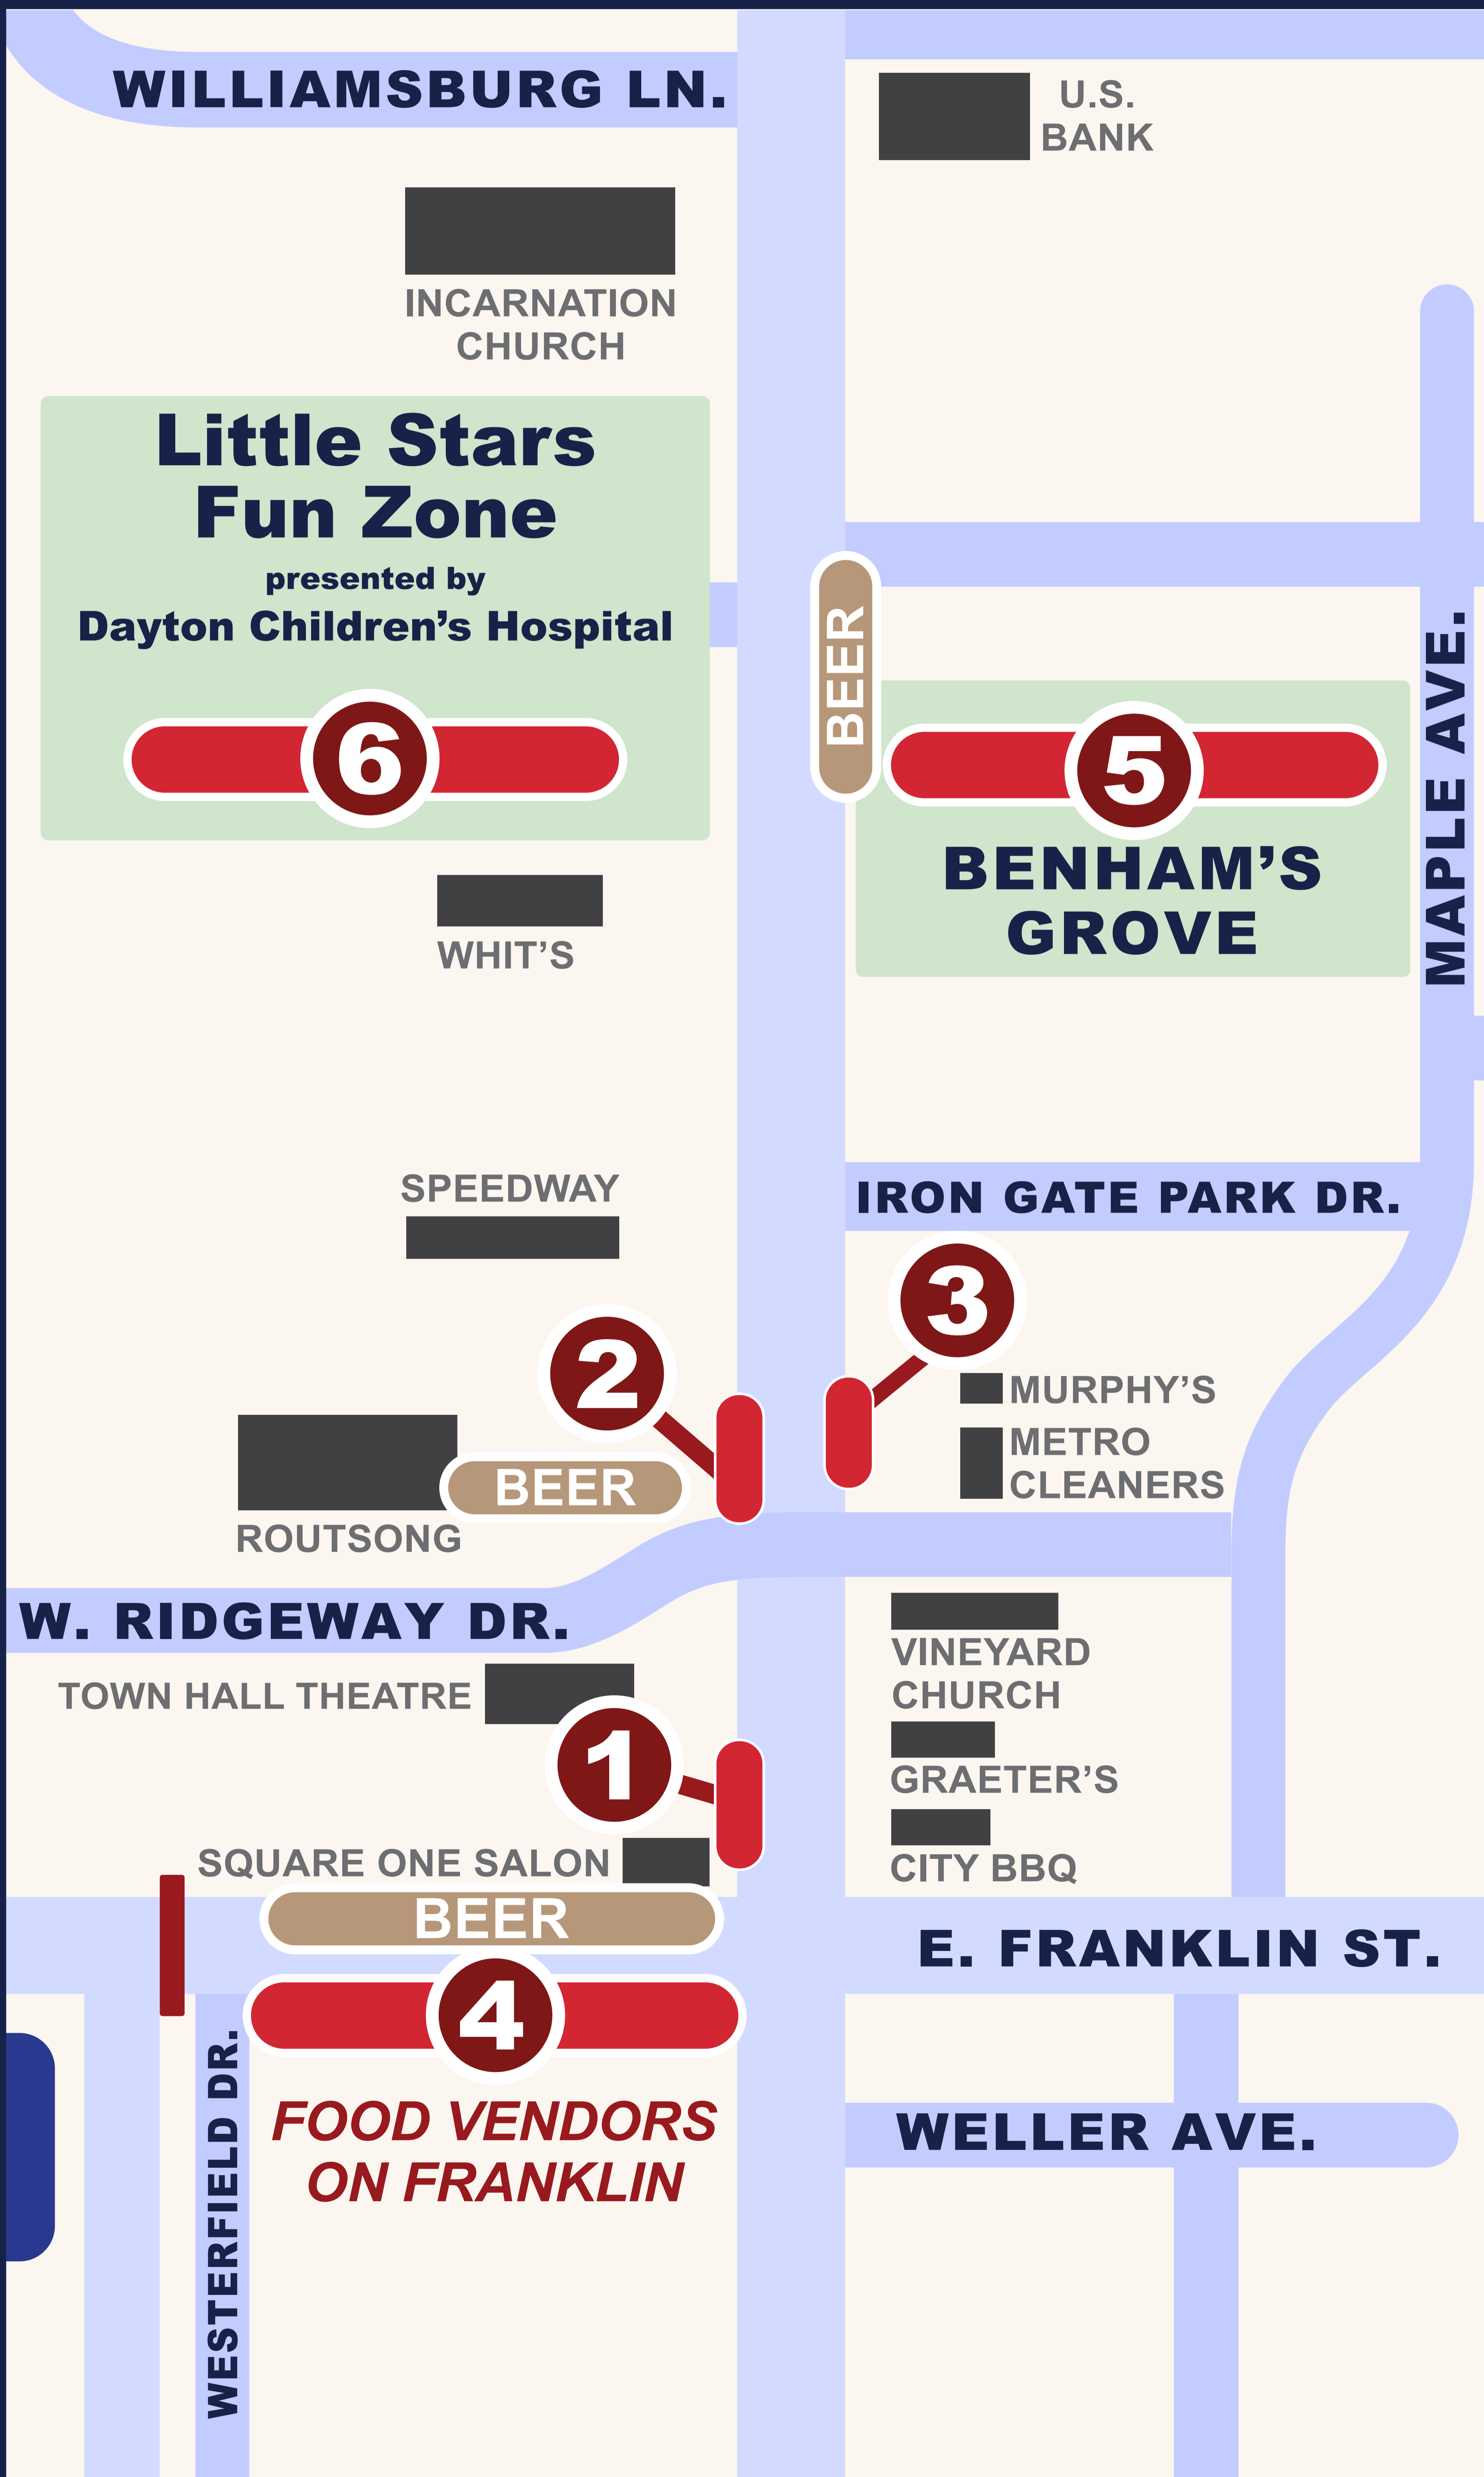 WILLIAMSBURG LN.
U.S.
BANK
INCARNATION
CHURCH
Little Stars
Fun Zone
presented by
Dayton Children’s Hospital
6
BEER
5
BENHAM’S
GROVE
MAPLE AVE.
WHIT’S
SPEEDWAY
IRON GATE PARK DR.
3
2
MURPHY’S
METRO
CLEANERS
BEER
ROUTSONG
W. RIDGEWAY DR.
VINEYARD
CHURCH
TOWN HALL THEATRE
1
GRAETER’S
SQUARE ONE SALON
CITY BBQ
BEER
E. FRANKLIN ST.
4
FOOD VENDORS
ON FRANKLIN
WESTERFIELD DR.
WELLER AVE.